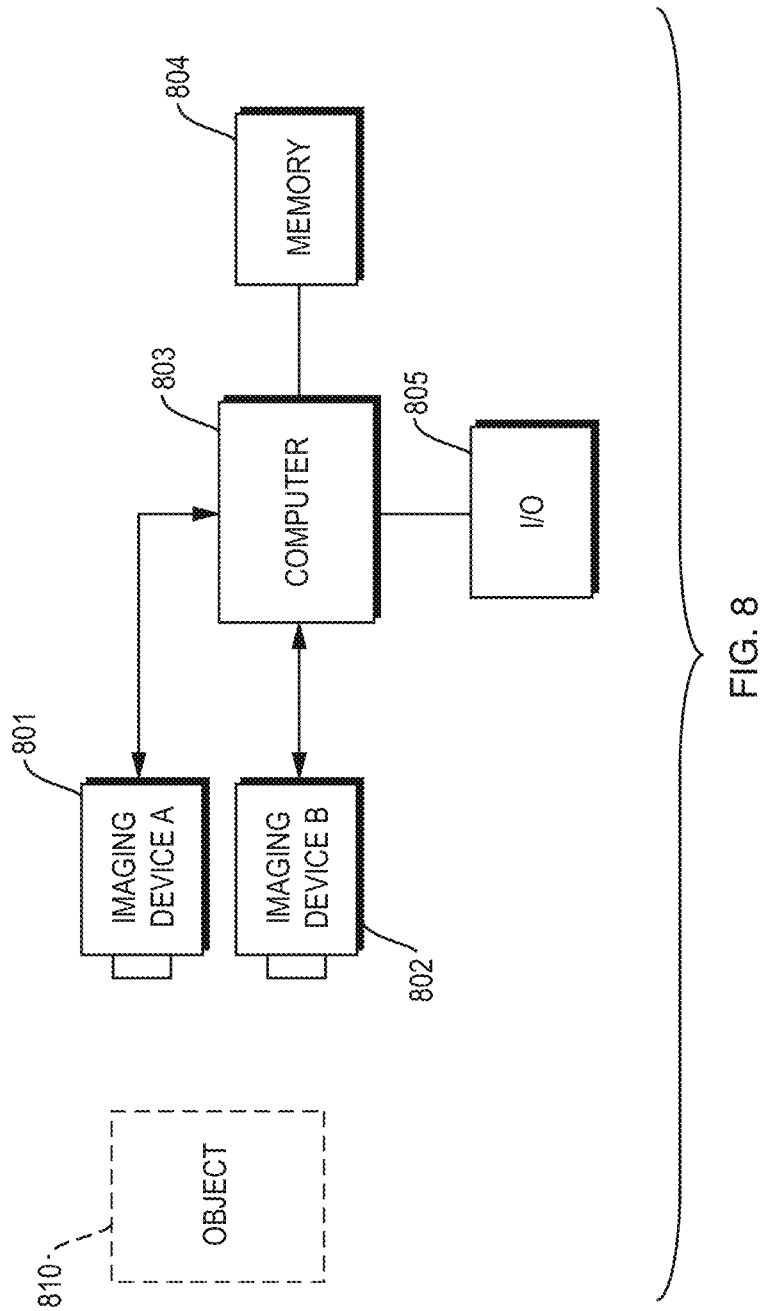 810
OBJECT
801
IMAGING
DEVICE A
IMAGING
DEVICE B
802
803
COMPUTER
804
MEMORY
805
I/O
FIG. 8